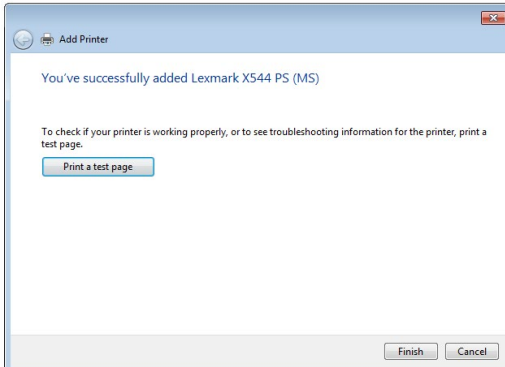 Add Printer
You've successfully added Lexmark X544 PS (MS)
To check if your printer is working properly, or to see troubleshooting information for the printer, print a
test page.
Print a test page
Finish Cancel